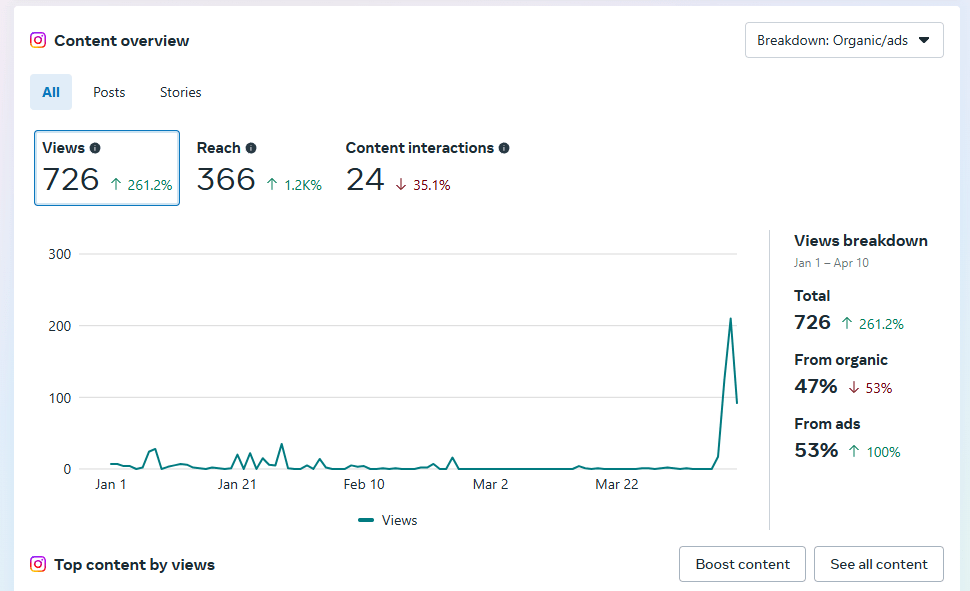 Content overview
Breakdown: Organic/ads
All Posts Stories
Views Reach Content interactions
726 ↑ 261.2% 366 ↑ 1.2K% 24 ↓ 35.1%
300
200
100
0
Jan 1 Jan 21 Feb 10 Mar 2 Mar 22
Views
Views breakdown
Jan 1 – Apr 10
Total
726 ↑ 261.2%
From organic
47% ↓ 53%
From ads
53% ↑ 100%
Top content by views
Boost content See all content